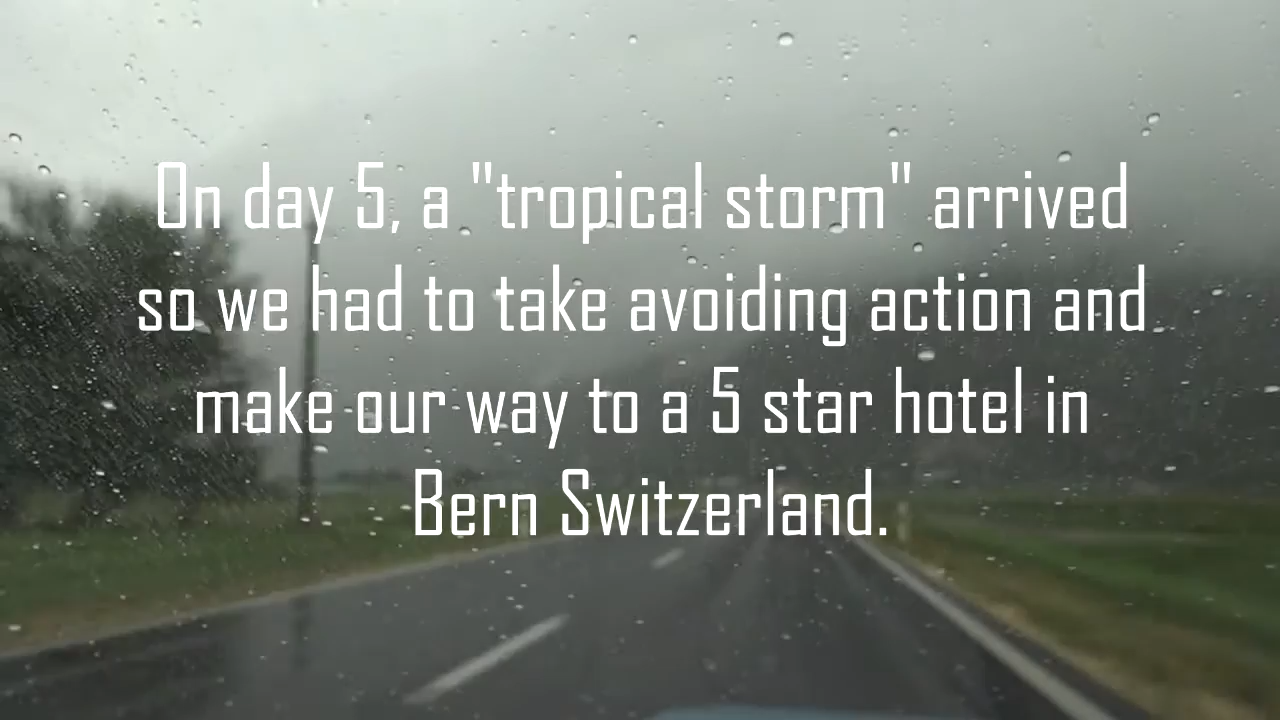 On day 5, a "tropical storm" arrived
so we had to take avoiding action and
make our way to a 5 star hotel in
Bern Switzerland.